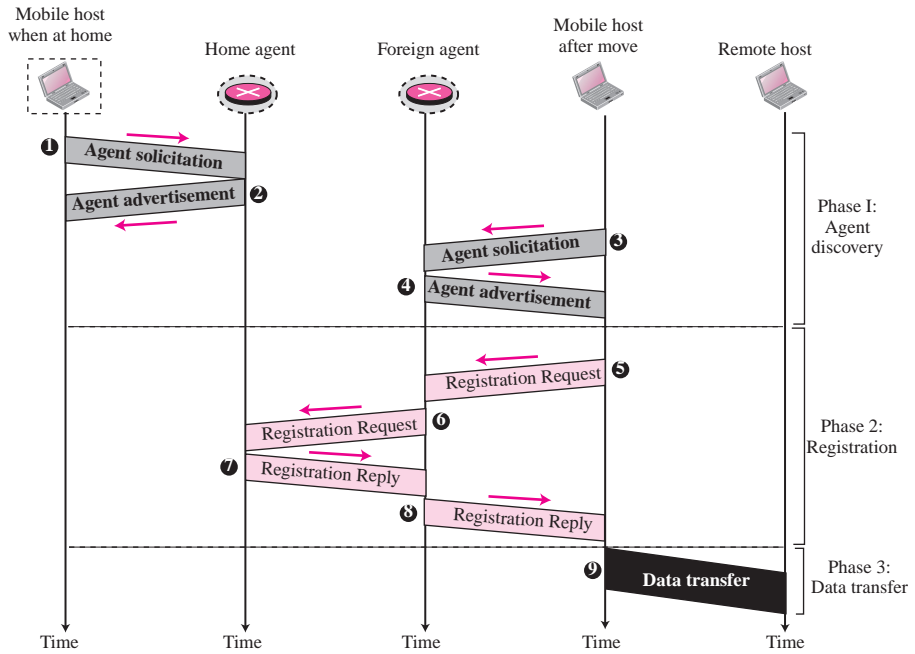 Mobile host
when at home
Home agent
Foreign agent
Mobile host
after move
Remote host
1
Agent solicitation
Agent advertisement
2
Agent solicitation
3
4
Agent advertisement
Phase I:
Agent
discovery
Registration Request
5
Registration Request
6
7
Registration Reply
8
Registration Reply
Phase 2:
Registration
9
Data transfer
Phase 3:
Data transfer
Time
Time
Time
Time
Time